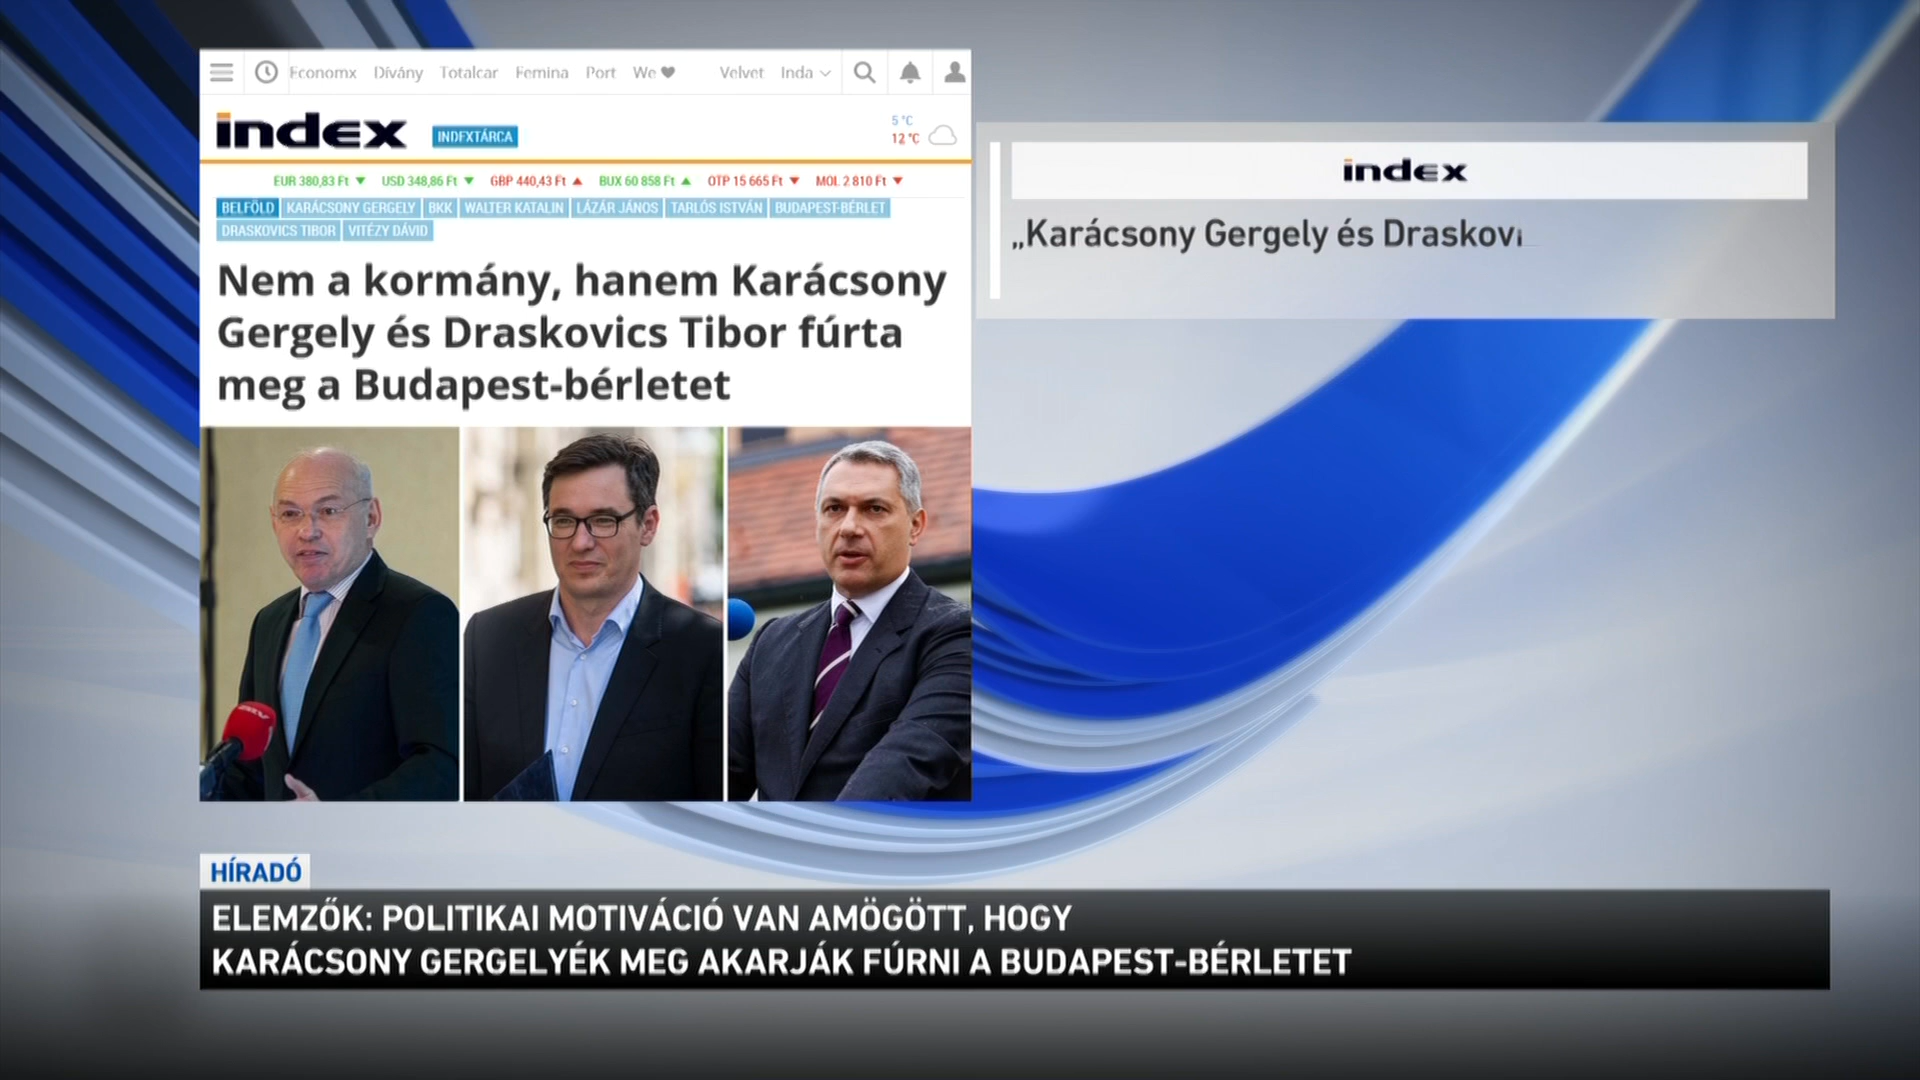 Economx Dívány Totalcar Femina Port We Velvet Inda
index INDEXTÁRCA
5 °C
12 °C
EUR 380,83 Ft USD 348,86 Ft GBP 440,43 Ft BUX 60 858 Ft OTP 15 665 Ft MOL 2 810 Ft
BELFÖLD KARÁCSONY GERGELY BKK WALTER KATALIN LÁZÁR JÁNOS TARLÓS ISTVÁN BUDAPEST-BÉRLET
DRASKOVICS TIBOR VITÉZY DÁVID
Nem a kormány, hanem Karácsony
Gergely és Draskovics Tibor fúrta
meg a Budapest-bérletet
index
„Karácsony Gergely és Draskovi
HÍRADÓ
ELEMZŐK: POLITIKAI MOTIVÁCIÓ VAN AMÖGÖTT, HOGY
KARÁCSONY GERGELYÉK MEG AKARJÁK FÚRNI A BUDAPEST-BÉRLETET